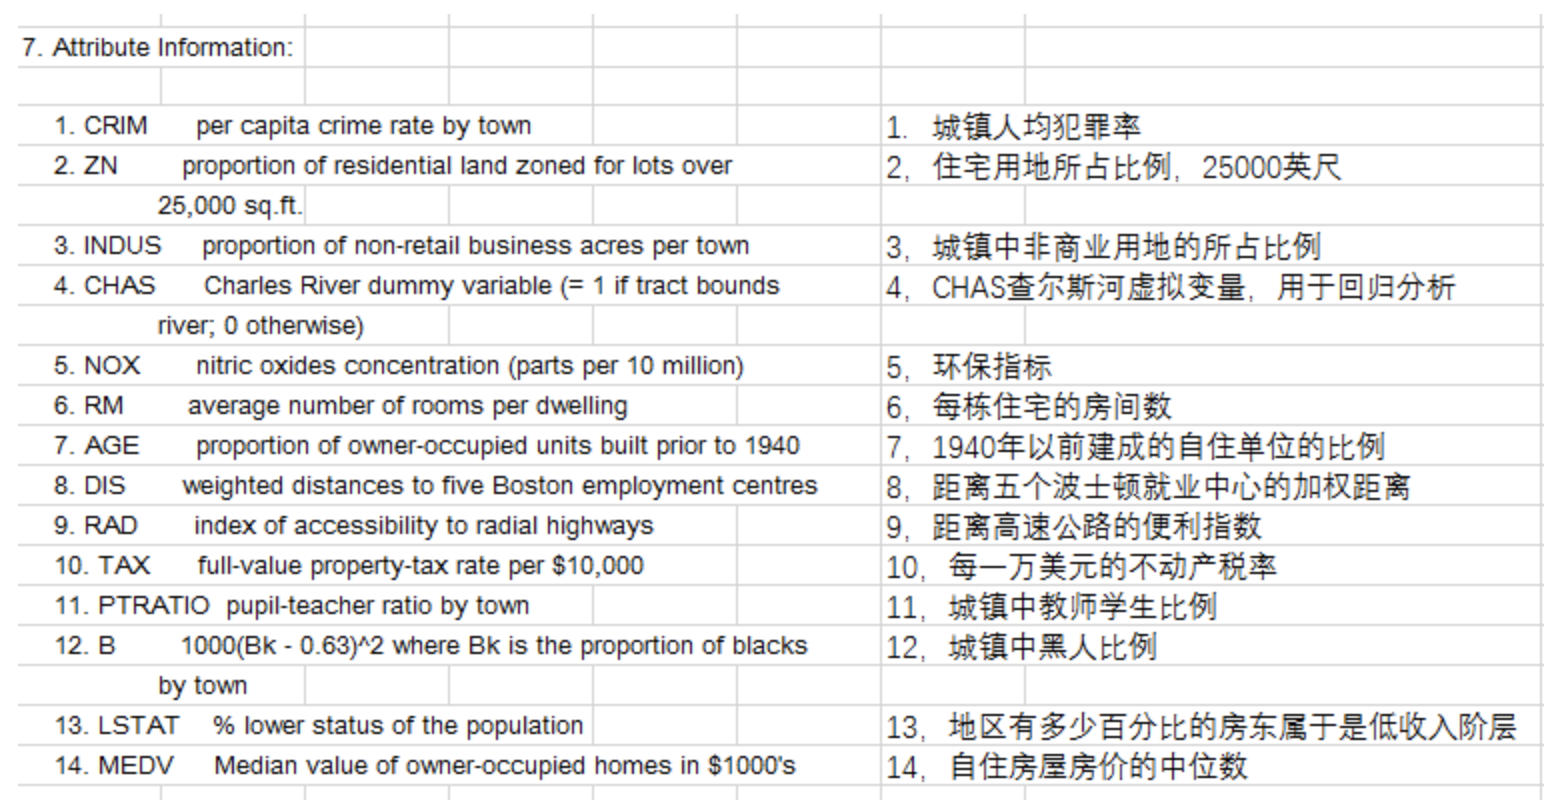 7. Attribute Information:
1. CRIM per capita crime rate by town 1. 城镇人均犯罪率
2. ZN proportion of residential land zoned for lots over 2, 住宅用地所占比例, 25000英尺
25,000 sq.ft.
3. INDUS proportion of non-retail business acres per town 3, 城镇中非商业用地的所占比例
4. CHAS Charles River dummy variable (= 1 if tract bounds 4, CHAS查尔斯河虚拟变量, 用于回归分析
river; 0 otherwise)
5. NOX nitric oxides concentration (parts per 10 million) 5, 环保指标
6. RM average number of rooms per dwelling 6, 每栋住宅的房间数
7. AGE proportion of owner-occupied units built prior to 1940 7, 1940年以前建成的自住单位的比例
8. DIS weighted distances to five Boston employment centres 8, 距离五个波士顿就业中心的加权距离
9. RAD index of accessibility to radial highways 9, 距离高速公路的便利指数
10. TAX full-value property-tax rate per $10,000 10, 每一万美元的不动产税率
11. PTRATIO pupil-teacher ratio by town 11, 城镇中教师学生比例
12. B 1000(Bk - 0.63)^2 where Bk is the proportion of blacks 12, 城镇中黑人比例
by town
13. LSTAT % lower status of the population 13, 地区有多少百分比的房东属于是低收入阶层
14. MEDV Median value of owner-occupied homes in $1000's 14, 自住房屋房价的中位数